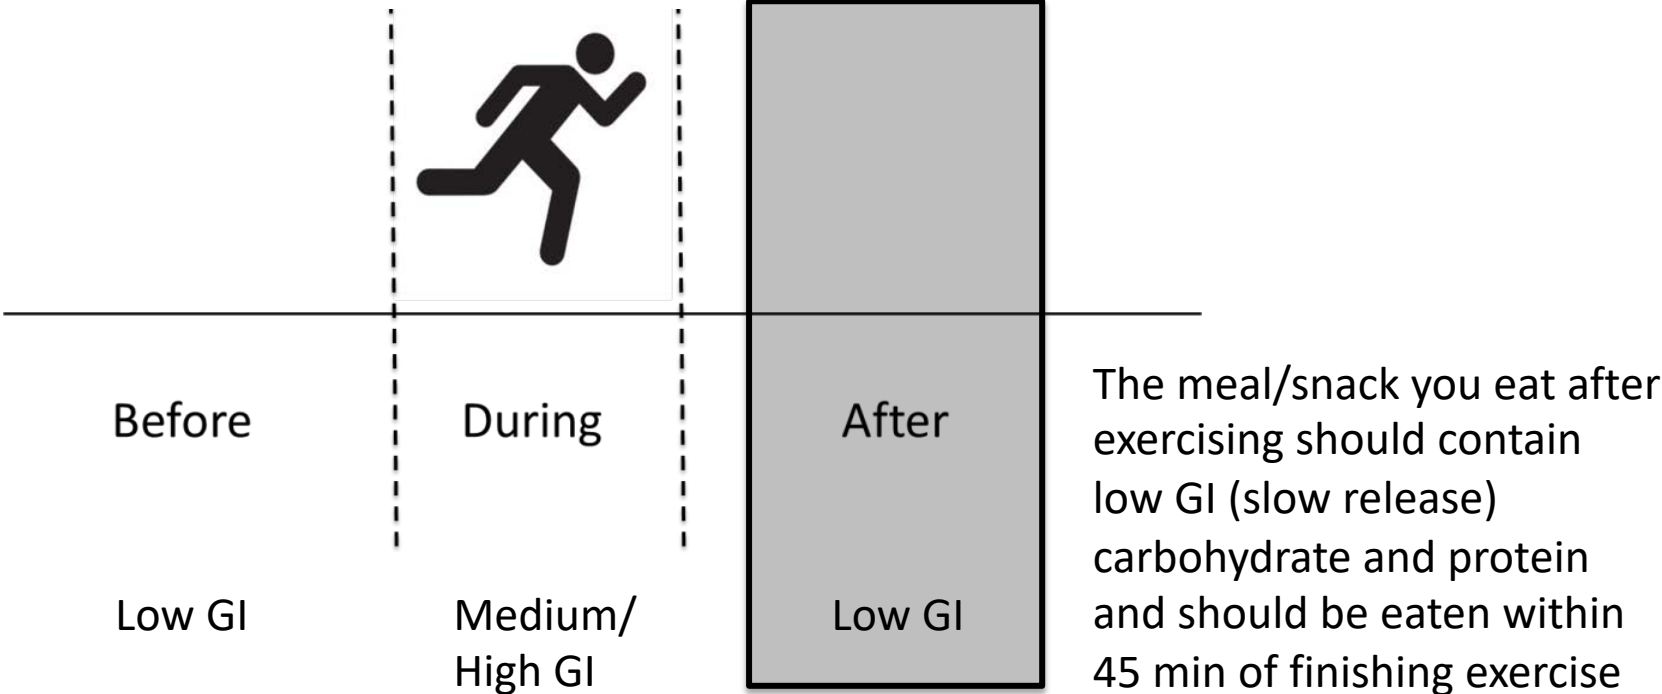 Before
During
After
Low GI
Medium/
High GI
Low GI
The meal/snack you eat after
exercising should contain
low GI (slow release)
carbohydrate and protein
and should be eaten within
45 min of finishing exercise